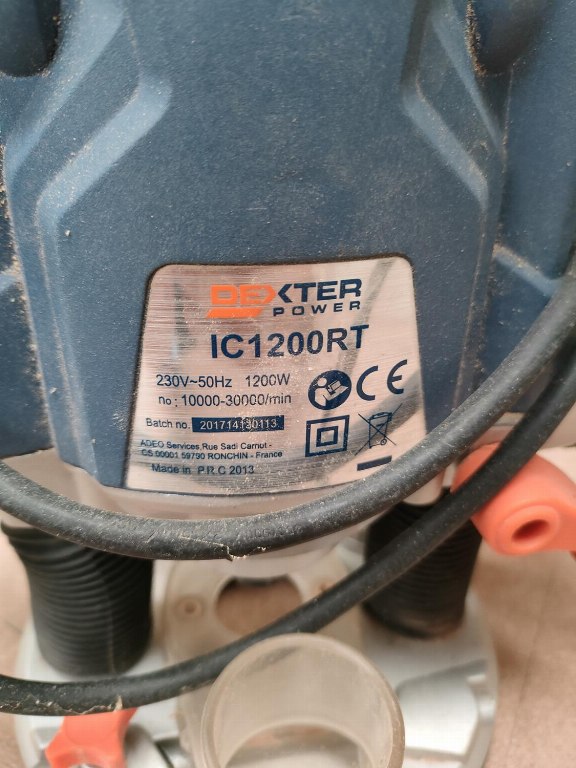 DEXTER
POWER
IC1200RT
230V~50Hz 1200W
no : 10000-30000/min
Batch no. 201714130113
ADEO Services, Rue Sadi Carnot -
CS 00001 59790 RONCHIN - France
Made in P.R.C 2013
CE